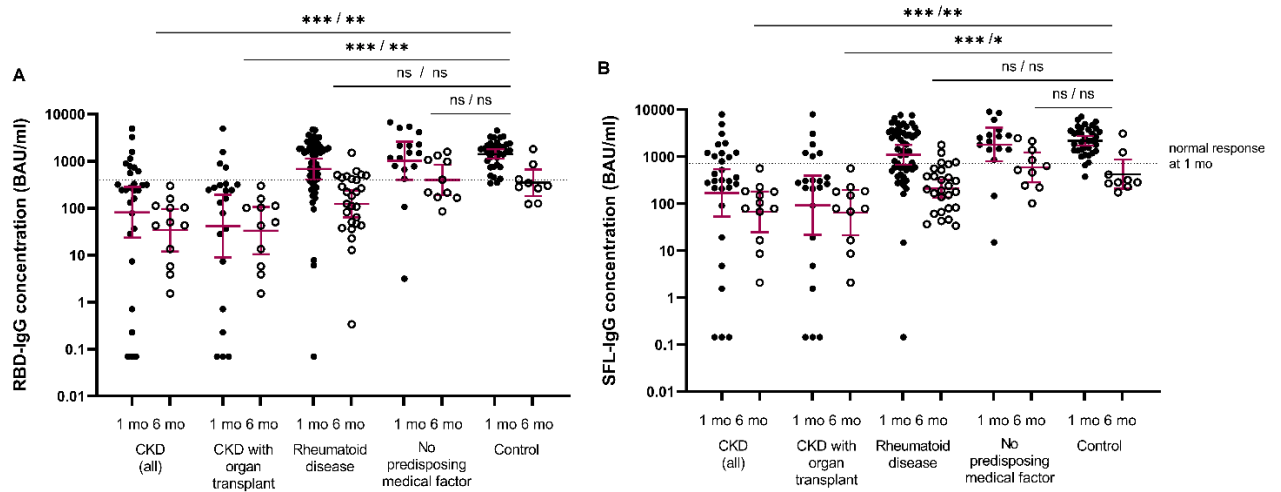 A
*** / **
*** / **
ns / ns
ns / ns
RBD-IgG concentration (BAU/ml)
10000
1000
100
10
1
0.1
0.01
1 mo 6 mo 1 mo 6 mo 1 mo 6 mo 1 mo 6 mo 1 mo 6 mo
CKD
(all)
CKD with
organ
transplant
Rheumatoid
disease
No
predisposing
medical factor
Control
B
*** / **
*** / *
ns / ns
ns / ns
SFL-IgG concentration (BAU/ml)
10000
1000
100
10
1
0.1
0.01
normal response
at 1 mo
1 mo 6 mo 1 mo 6 mo 1 mo 6 mo 1 mo 6 mo 1 mo 6 mo
CKD
(all)
CKD with
organ
transplant
Rheumatoid
disease
No
predisposing
medical factor
Control